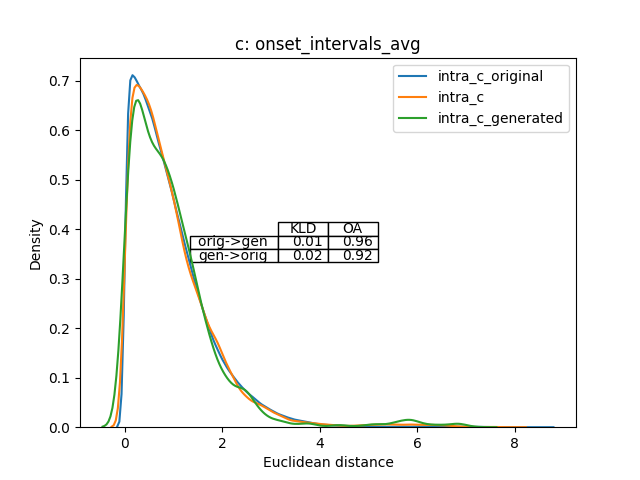 c: onset_intervals_avg
intra_c_original
intra_c
intra_c_generated
KLD OA
orig->gen 0.01 0.96
gen->orig 0.02 0.92
Density
0.7
0.6
0.5
0.4
0.3
0.2
0.1
0.0
0 2 4 6 8
Euclidean distance